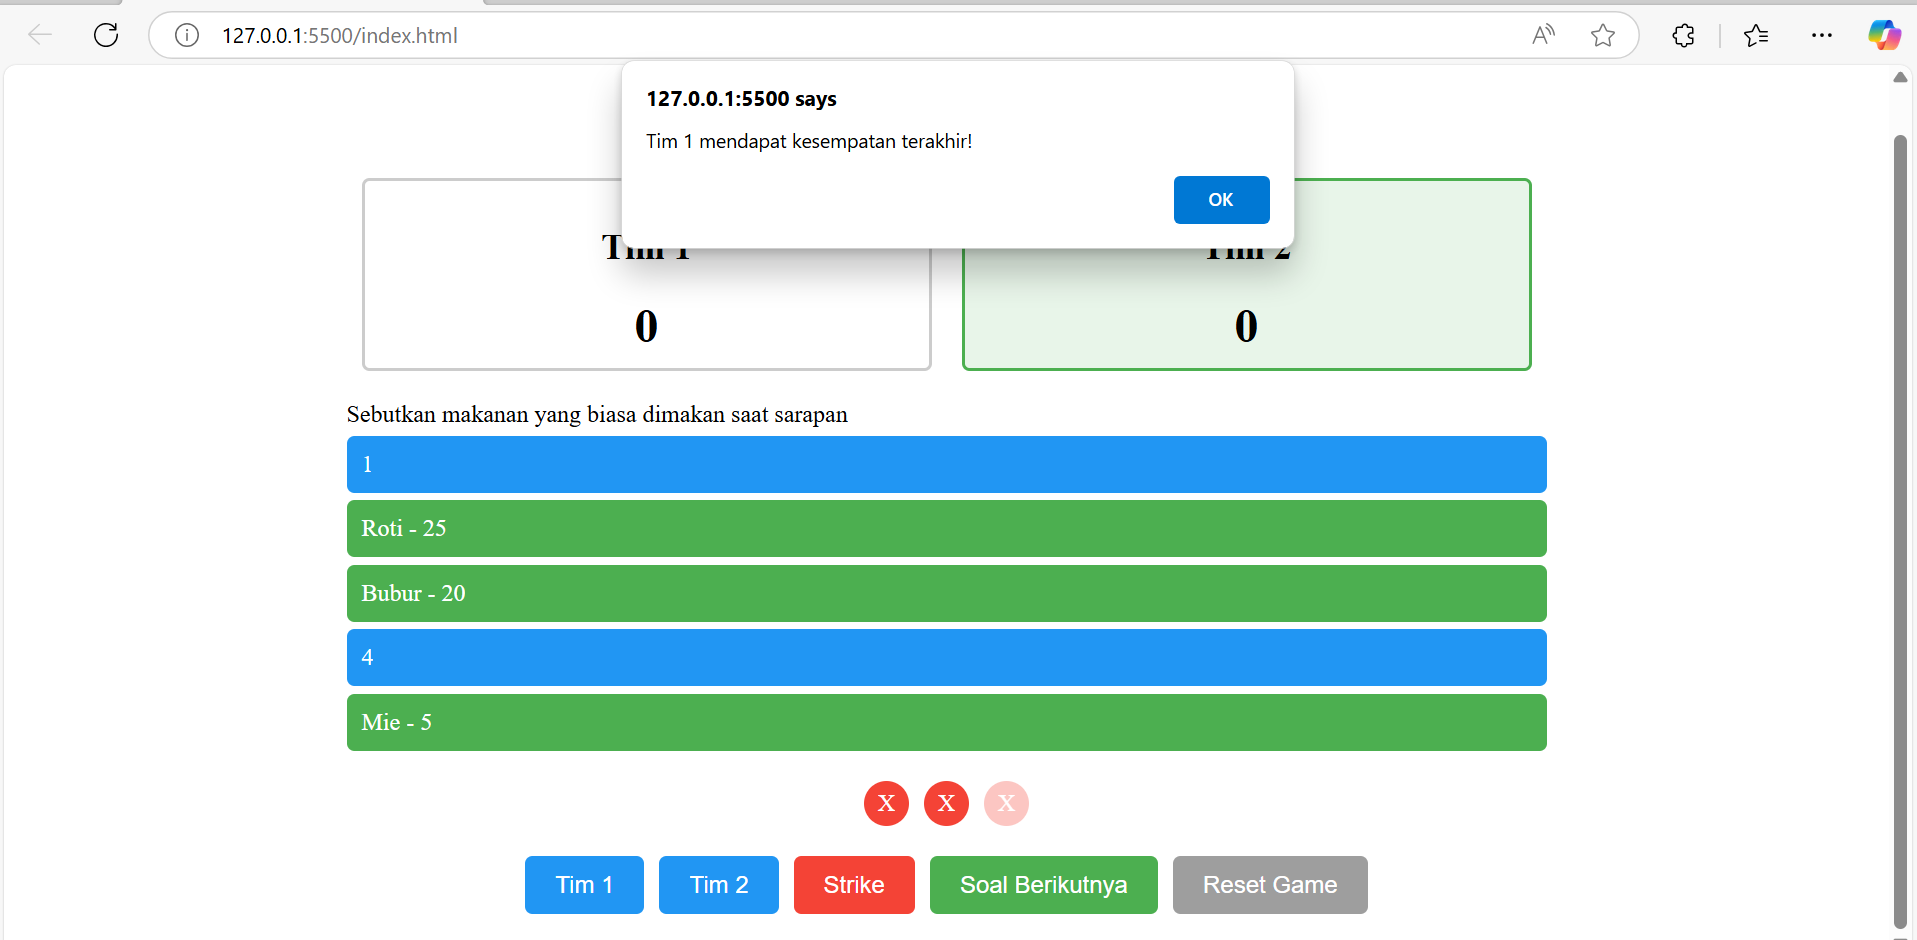 127.0.0.1:5500/index.html
127.0.0.1:5500 says
Tim 1 mendapat kesempatan terakhir!
OK
Tim 1
Tim 2
0
0
Sebutkan makanan yang biasa dimakan saat sarapan
1
Roti - 25
Bubur - 20
4
Mie - 5
X X X
Tim 1 Tim 2 Strike Soal Berikutnya Reset Game